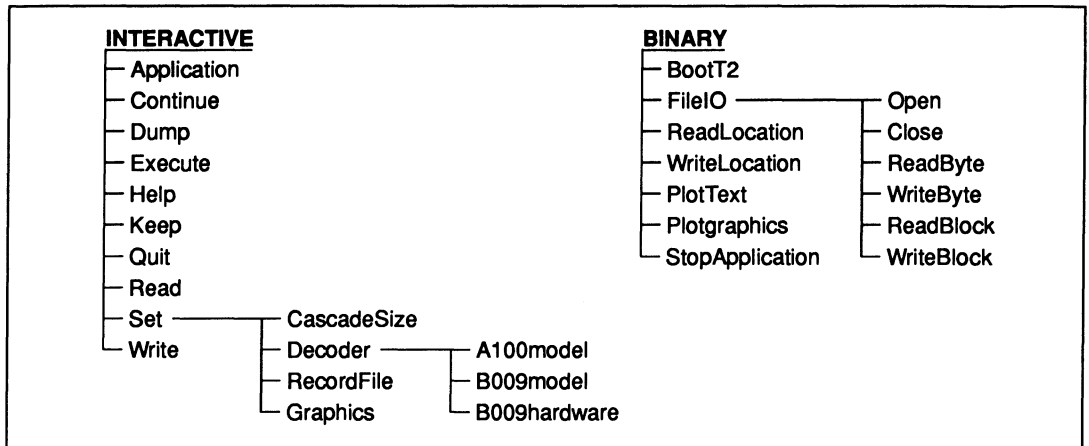 INTERACTIVE
Application
Continue
Dump
Execute
Help
Keep
Quit
Read
Set
CascadeSize
Decoder
A100model
B009model
B009hardware
RecordFile
Graphics
Write
BINARY
BootT2
FileIO
Open
Close
ReadByte
WriteByte
ReadBlock
WriteBlock
ReadLocation
WriteLocation
PlotText
Plotgraphics
StopApplication